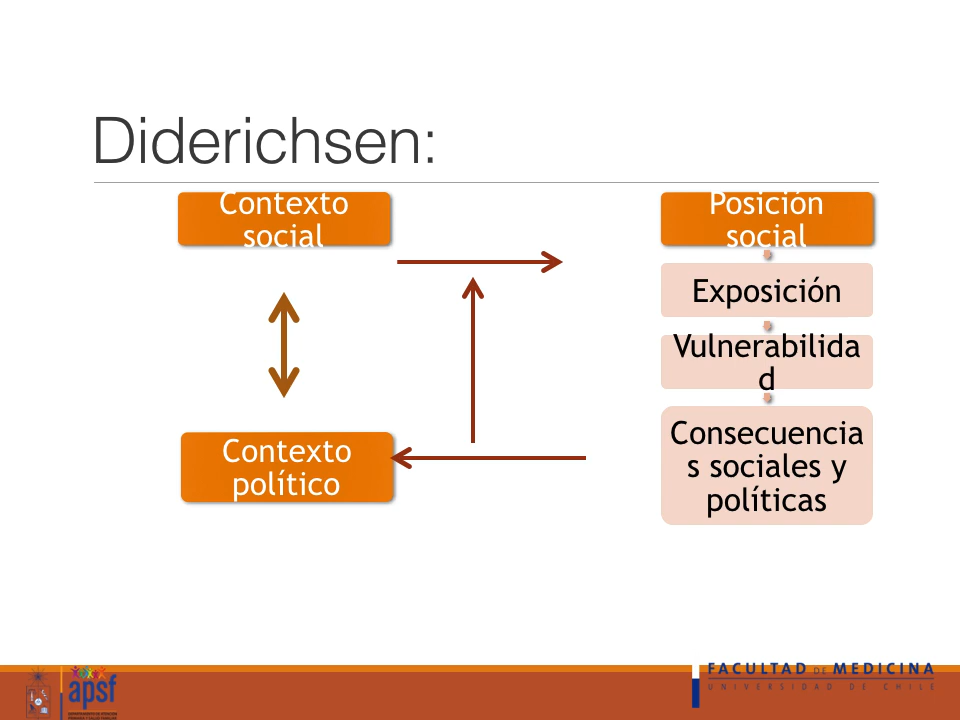 Diderichsen:
Contexto
social
Posición
social
Exposición
Vulnerabilida
d
Contexto
político
Consecuencia
s sociales y
políticas
apsf
FACULTAD DE MEDICINA
UNIVERSIDAD DE CHILE